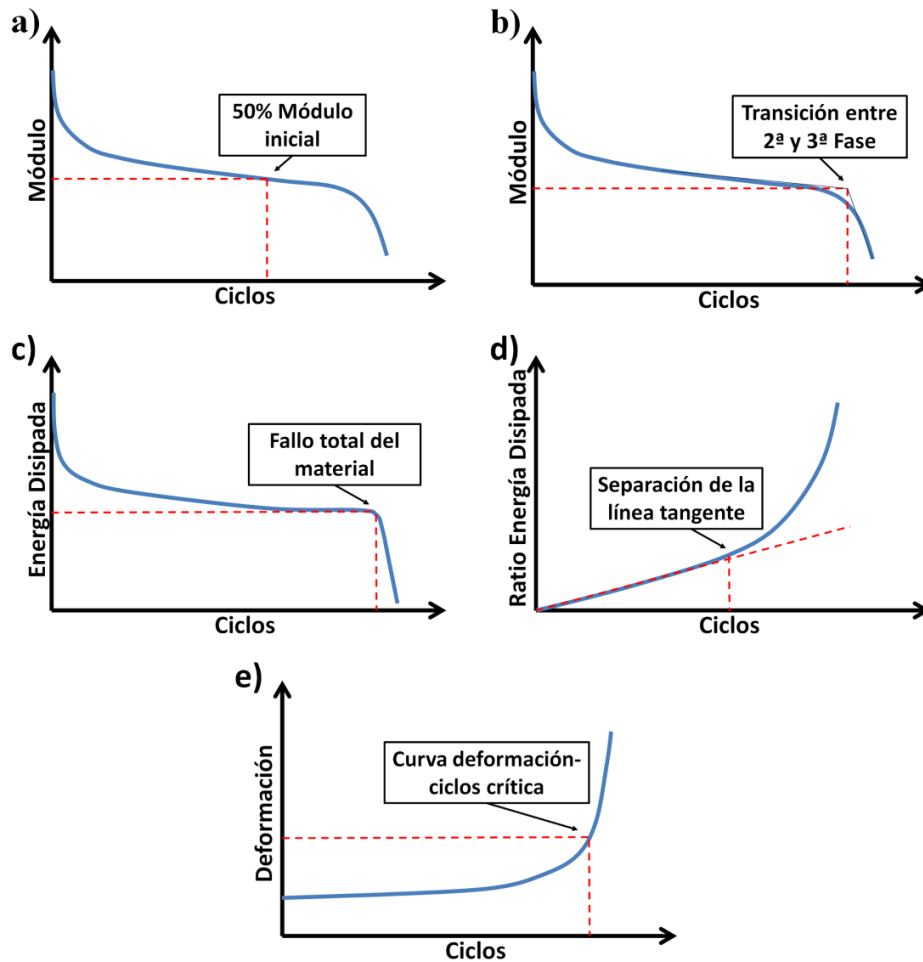 a)
Módulo
50% Módulo
inicial
Ciclos
b)
Módulo
Transición entre
2ª y 3ª Fase
Ciclos
c)
Energía Disipada
Fallo total del
material
Ciclos
d)
Ratio Energía Disipada
Separación de la
línea tangente
Ciclos
e)
Deformación
Curva deformación-
ciclos crítica
Ciclos